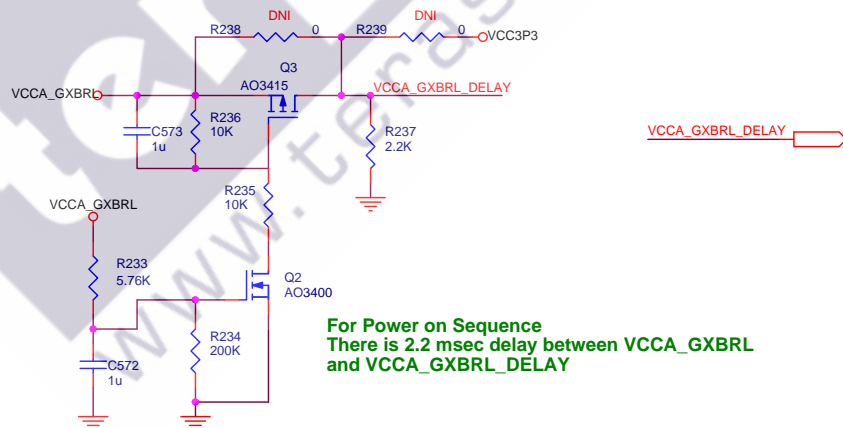 DNI
DNI
R238
0
R239
0
VCC3P3
Q3
AO3415
VCCA_GXBRL
VCCA_GXBRL_DELAY
C573
1u
R236
10K
R237
2.2K
VCCA_GXBRL_DELAY
R235
10K
VCCA_GXBRL
R233
5.76K
Q2
AO3400
R234
200K
C572
1u
For Power on Sequence
There is 2.2 msec delay between VCCA_GXBRL
and VCCA_GXBRL_DELAY
www.teras